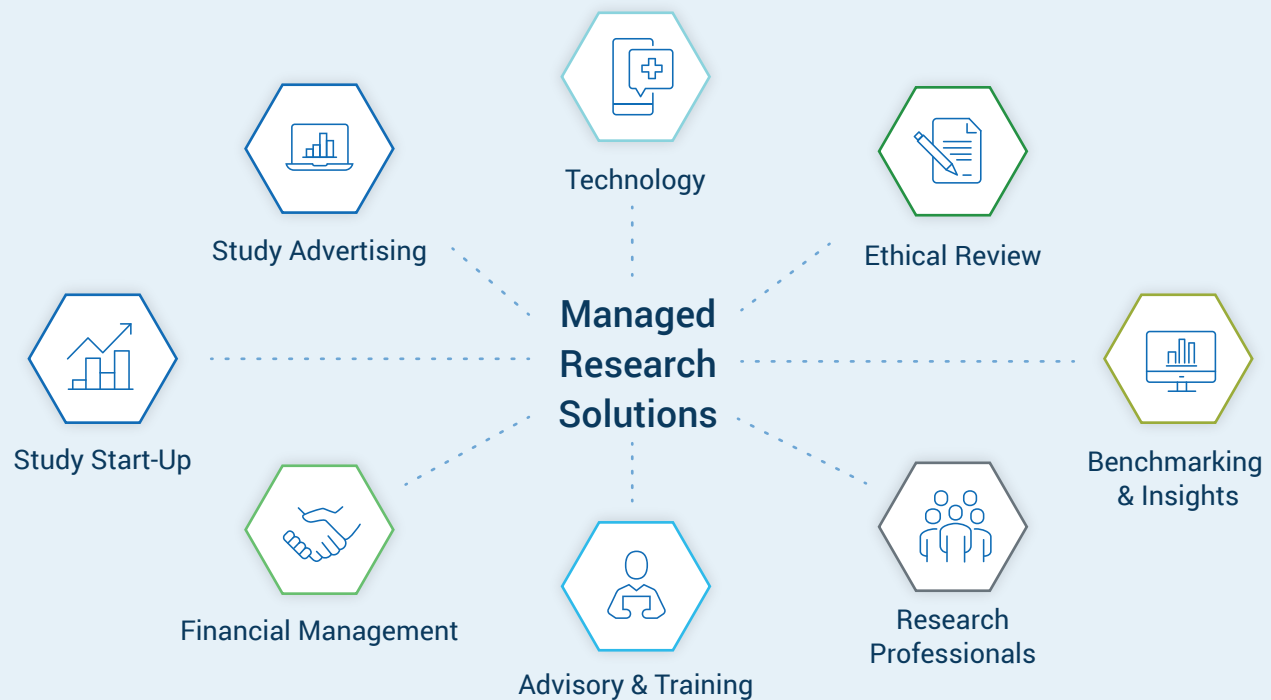 Technology
Study Advertising
Ethical Review
Managed
Research
Solutions
Study Start-Up
Benchmarking
& Insights
Financial Management
Research
Professionals
Advisory & Training